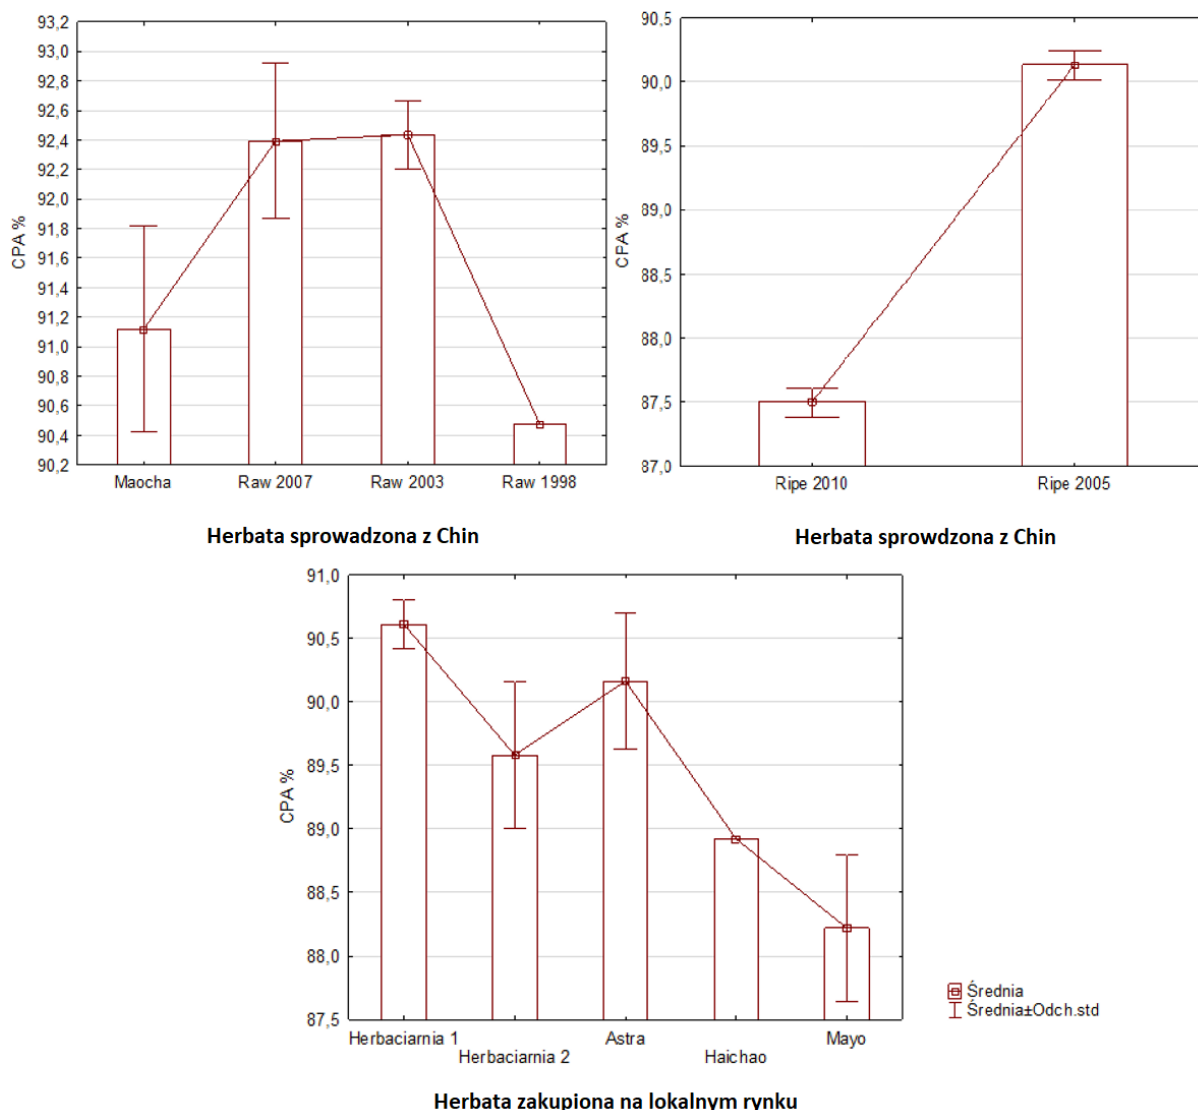 93,2
93,0
92,8
92,6
92,4
92,2
92,0
91,8
91,6
91,4
91,2
91,0
90,8
90,6
90,4
90,2
CPA %
Maocha Raw 2007 Raw 2003 Raw 1998
Herbata sprowadzona z Chin
90,5
90,0
89,5
89,0
88,5
88,0
87,5
87,0
CPA %
Ripe 2010 Ripe 2005
Herbata sprowdzona z Chin
91,0
90,5
90,0
89,5
89,0
88,5
88,0
87,5
CPA %
Herbaciarnia 1 Astra Mayo
Herbaciarnia 2 Haichao
Średnia
Średnia±Odch.std
Herbata zakupiona na lokalnym rynku